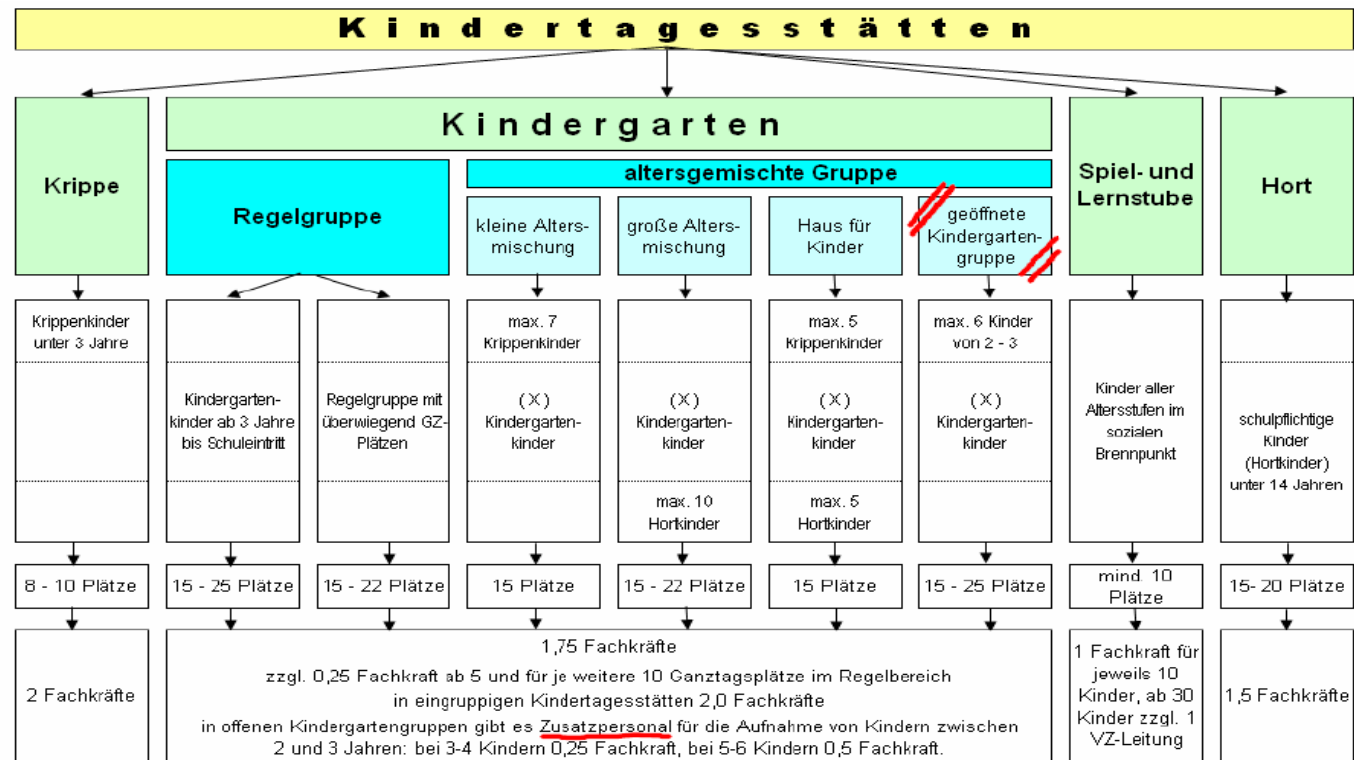 Kindertagesstätten
Krippe
Kindergarten
Regelgruppe
altersgemischte Gruppe
kleine Alters-
mischung
große Alters-
mischung
Haus für
Kinder
geöffnete
Kindergarten-
gruppe
Spiel- und
Lernstube
Hort
Krippenkinder
unter 3 Jahre
Kindergarten-
kinder ab 3 Jahre
bis Schuleintritt
Regelgruppe mit
überwiegend GZ-
Plätzen
max. 7
Krippenkinder
(X)
Kindergarten-
kinder
(X)
Kindergarten-
kinder
max. 10
Hortkinder
max. 5
Krippenkinder
(X)
Kindergarten-
kinder
max. 5
Hortkinder
max. 6 Kinder
von 2 - 3
(X)
Kindergarten-
kinder
Kinder aller
Altersstufen im
sozialen
Brennpunkt
schulpflichtige
Kinder
(Hortkinder)
unter 14 Jahren
8 - 10 Plätze
15 - 25 Plätze
15 - 22 Plätze
15 Plätze
15 - 22 Plätze
15 Plätze
15 - 25 Plätze
mind. 10
Plätze
15- 20 Plätze
2 Fachkräfte
1,75 Fachkräfte
zzgl. 0,25 Fachkraft ab 5 und für je weitere 10 Ganztagsplätze im Regelbereich
in eingruppigen Kindertagesstätten 2,0 Fachkräfte
in offenen Kindergartengruppen gibt es Zusatzpersonal für die Aufnahme von Kindern zwischen
2 und 3 Jahren: bei 3-4 Kindern 0,25 Fachkraft, bei 5-6 Kindern 0,5 Fachkraft.
1 Fachkraft für
jeweils 10
Kinder, ab 30
Kinder zzgl. 1
VZ-Leitung
1,5 Fachkräfte